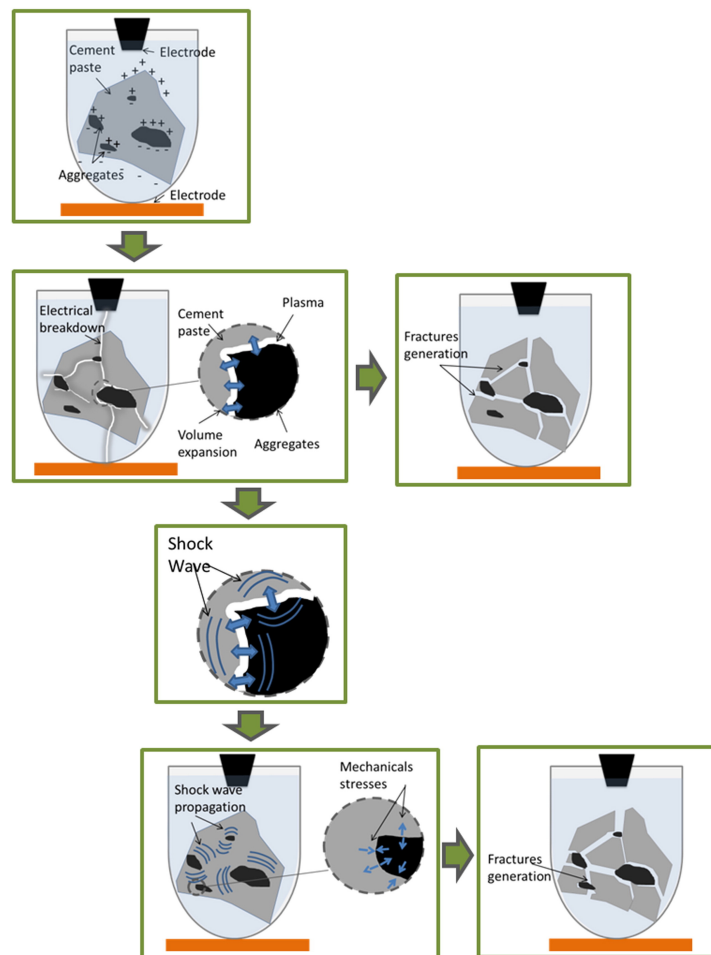 Cement
paste
Electrode
Aggregates
Electrode
Electrical
breakdown
Cement
paste
Plasma
Volume
expansion
Aggregates
Fractures
generation
Shock
Wave
Shock wave
propagation
Mechanicals
stresses
Fractures
generation